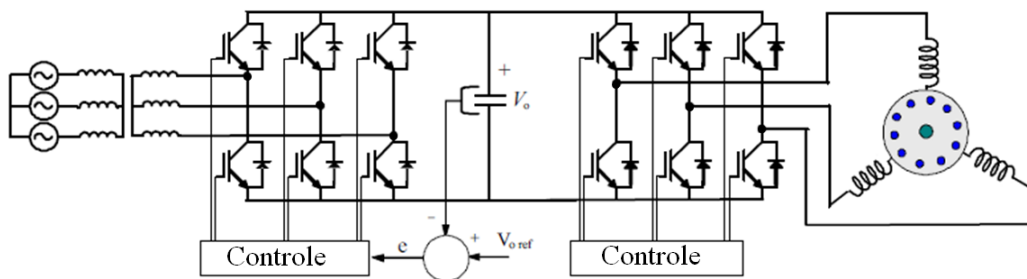 +
Vo
−
e
+
Vo ref
Controle
Controle